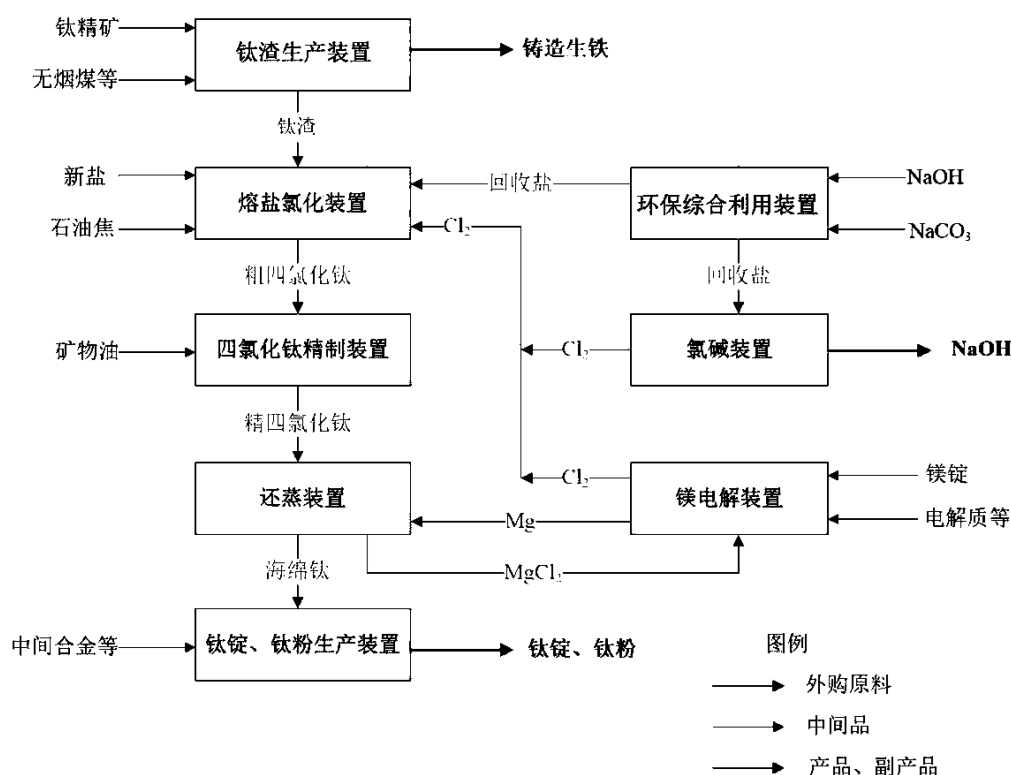 钛精矿
无烟煤等
钛渣生产装置
铸造生铁
钛渣
新盐
石油焦
熔盐氯化装置
回收盐
Cl₂
环保综合利用装置
NaOH
NaCO₃
粗四氯化钛
回收盐
矿物油
四氯化钛精制装置
Cl₂
氯碱装置
NaOH
精四氯化钛
还蒸装置
Cl₂
Mg
MgCl₂
镁电解装置
镁锭
电解质等
海绵钛
中间合金等
钛锭、钛粉生产装置
钛锭、钛粉
图例
外购原料
中间品
产品、副产品